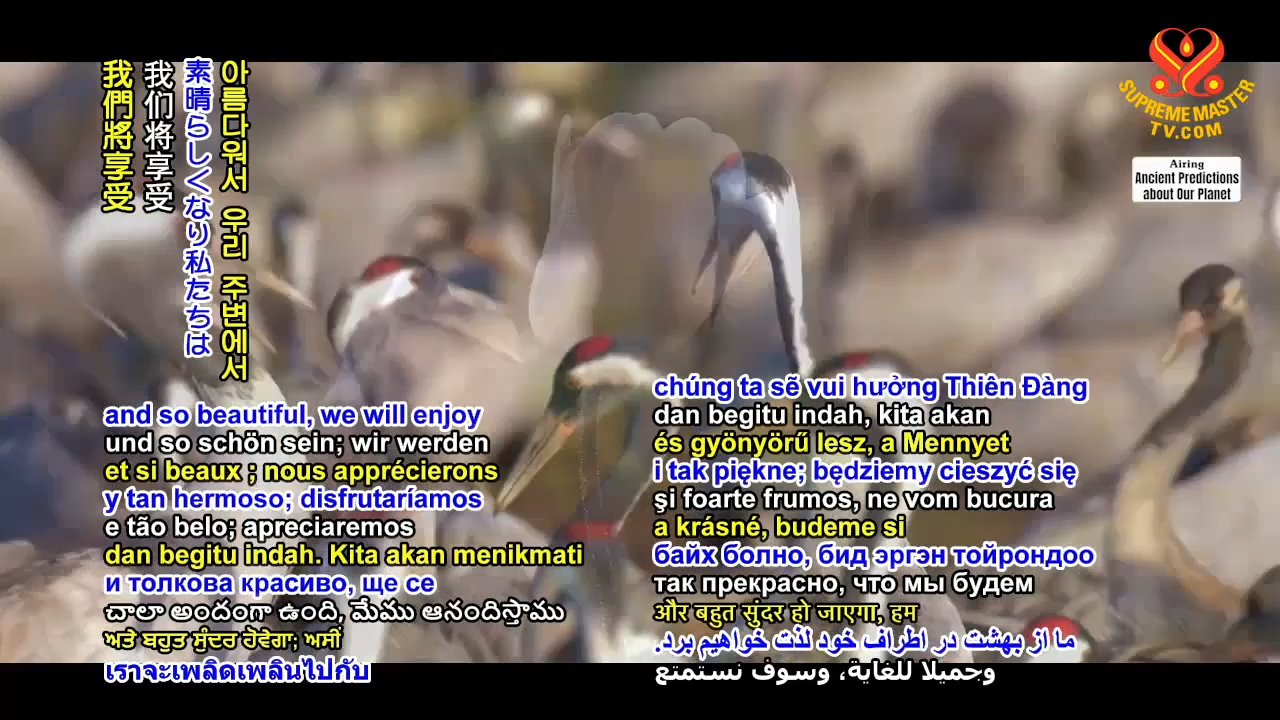 我們將享受
我们将享受
素晴らしくなり私たちは
아름다워서 우리 주변에서
and so beautiful, we will enjoy
und so schön sein; wir werden
et si beaux ; nous apprécierons
y tan hermoso; disfrutaríamos
e tão belo; apreciaremos
dan begitu indah. Kita akan menikmati
и толкова красиво, ще се
చాలా అందంగా ఉంది, మేము ఆనందిస్తాము
ਅਤੇ ਬਹੁਤ ਸੁੰਦਰ ਹੋਵੇਗਾ; ਅਸੀਂ
เราจะเพลิดเพลินไปกับ
chúng ta sẽ vui hưởng Thiên Đàng
dan begitu indah, kita akan
és gyönyörű lesz, a Mennyet
i tak piękne; będziemy cieszyć się
şi foarte frumos, ne vom bucura
a krásné, budeme si
байх болно, бид эргэн тойрондоо
так прекрасно, что мы будем
और बहुत सुंदर हो जाएगा, हम
ما از بهشت در اطراف خود لذت خواهیم برد.
وجميلا للغاية، وسوف نستمتع
SUPREME MASTER
TV.COM
Airing
Ancient Predictions
about Our Planet